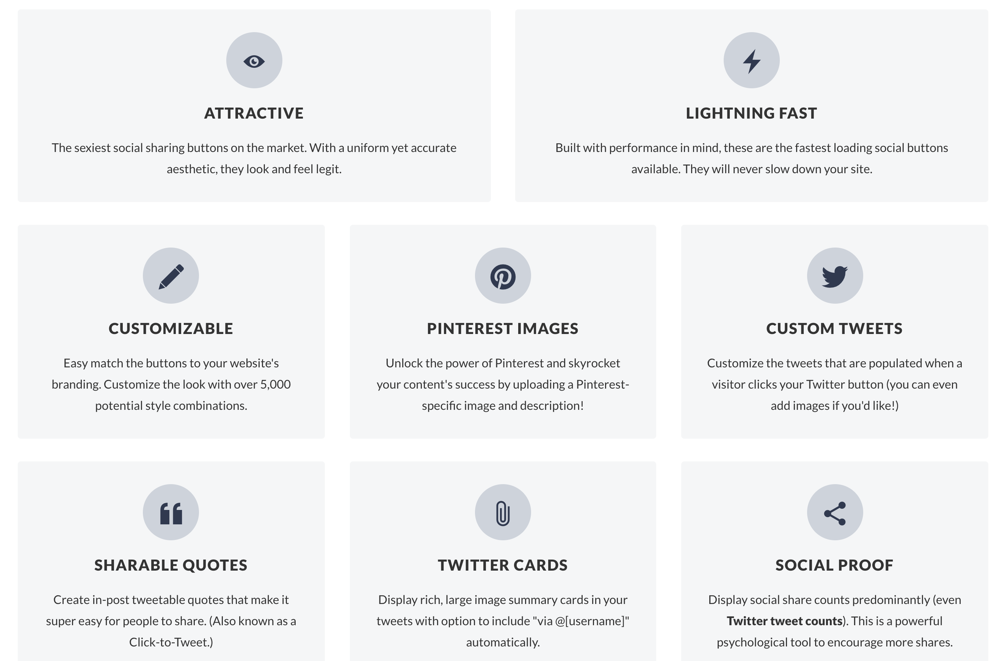 ATTRACTIVE
The sexiest social sharing buttons on the market. With a uniform yet accurate
aesthetic, they look and feel legit.
LIGHTNING FAST
Built with performance in mind, these are the fastest loading social buttons
available. They will never slow down your site.
CUSTOMIZABLE
Easy match the buttons to your website's
branding. Customize the look with over 5,000
potential style combinations.
PINTEREST IMAGES
Unlock the power of Pinterest and skyrocket
your content's success by uploading a Pinterest-
specific image and description!
CUSTOM TWEETS
Customize the tweets that are populated when a
visitor clicks your Twitter button (you can even
add images if you'd like!)
SHARABLE QUOTES
Create in-post tweetable quotes that make it
super easy for people to share. (Also known as a
Click-to-Tweet.)
TWITTER CARDS
Display rich, large image summary cards in your
tweets with option to include "via @[username]"
automatically.
SOCIAL PROOF
Display social share counts predominantly (even
Twitter tweet counts). This is a powerful
psychological tool to encourage more shares.